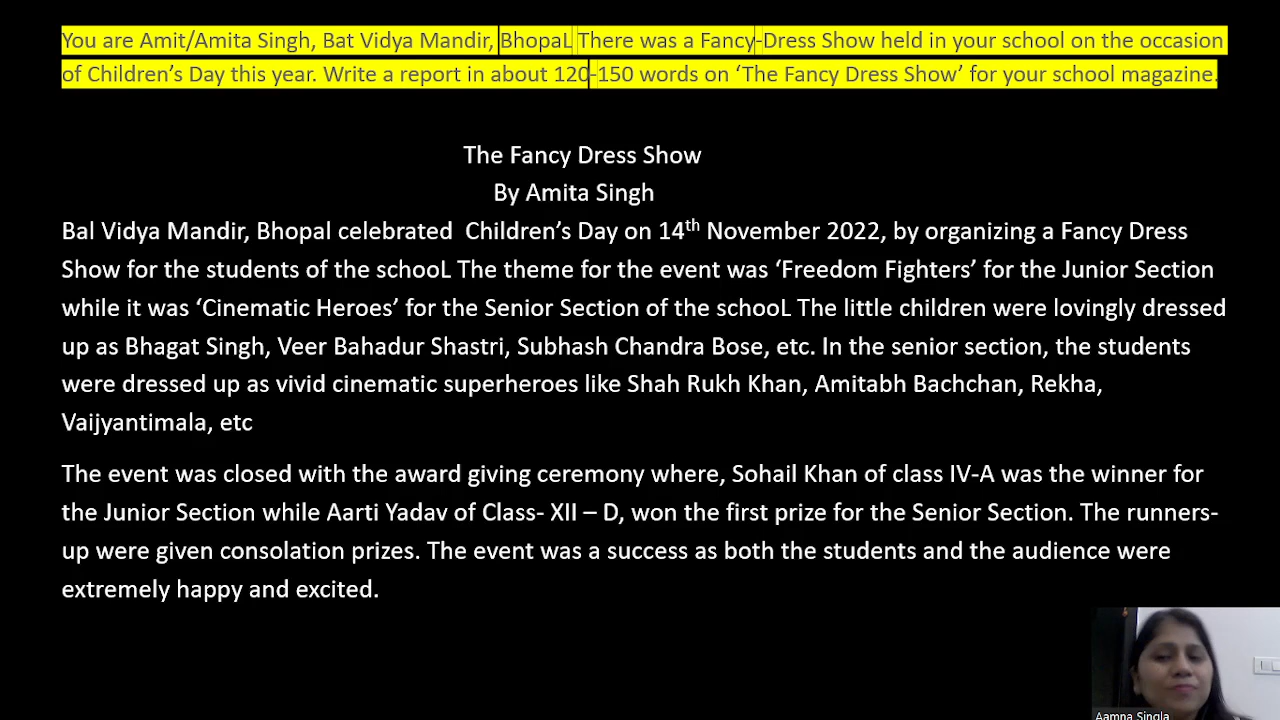 You are Amit/Amita Singh, Bat Vidya Mandir, BhopaL There was a Fancy-Dress Show held in your school on the occasion
of Children’s Day this year. Write a report in about 120-150 words on ‘The Fancy Dress Show’ for your school magazine.
The Fancy Dress Show
By Amita Singh
Bal Vidya Mandir, Bhopal celebrated Children’s Day on 14th November 2022, by organizing a Fancy Dress
Show for the students of the schooL The theme for the event was ‘Freedom Fighters’ for the Junior Section
while it was ‘Cinematic Heroes’ for the Senior Section of the schooL The little children were lovingly dressed
up as Bhagat Singh, Veer Bahadur Shastri, Subhash Chandra Bose, etc. In the senior section, the students
were dressed up as vivid cinematic superheroes like Shah Rukh Khan, Amitabh Bachchan, Rekha,
Vaijyantimala, etc
The event was closed with the award giving ceremony where, Sohail Khan of class IV-A was the winner for
the Junior Section while Aarti Yadav of Class- XII – D, won the first prize for the Senior Section. The runners-
up were given consolation prizes. The event was a success as both the students and the audience were
extremely happy and excited.
Aamna Singla